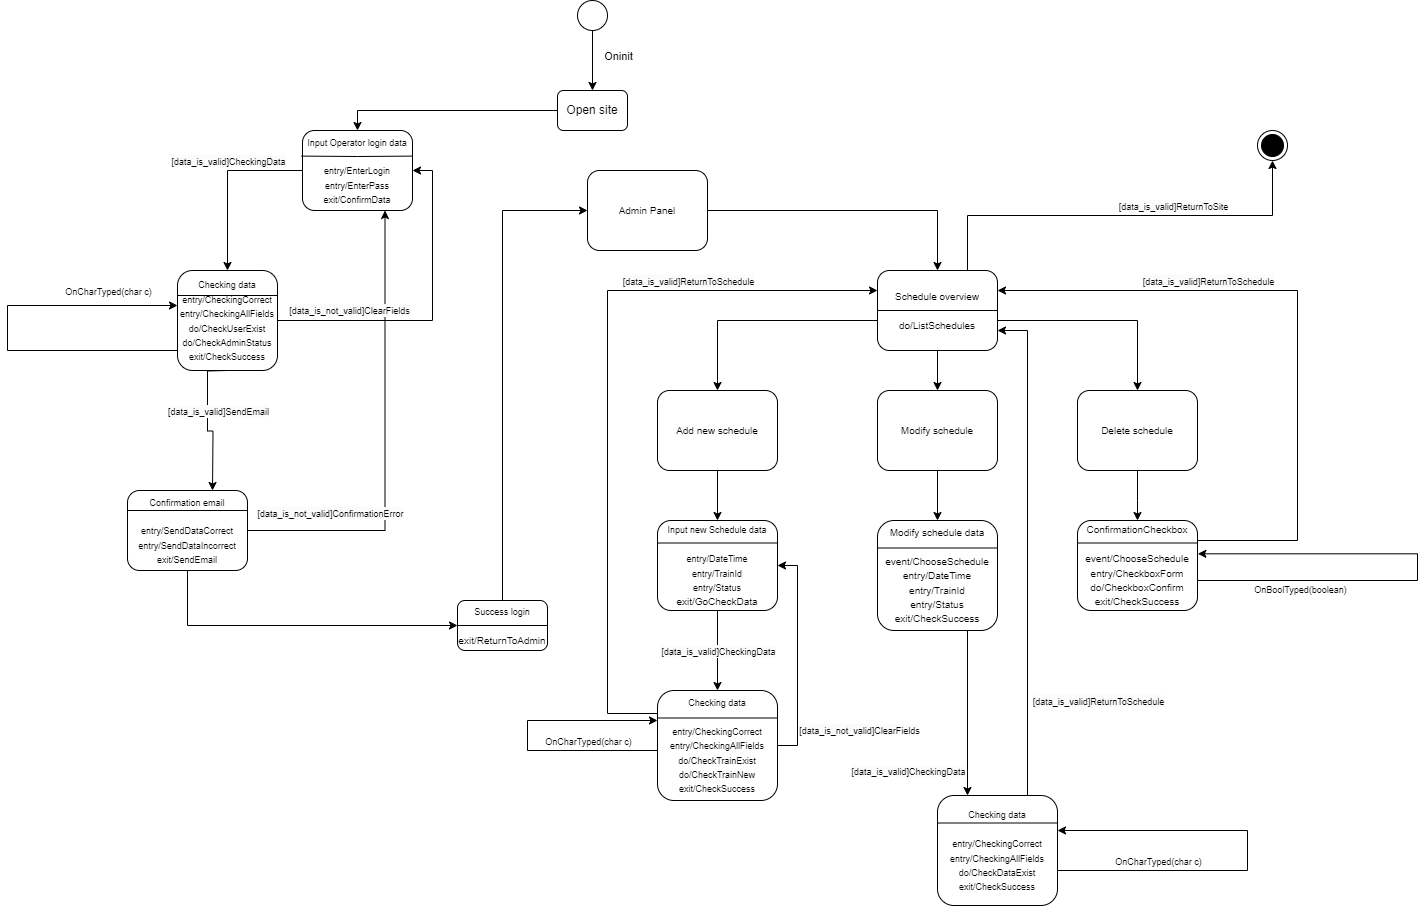 Oninit
Open site
Input Operator login data
entry/EnterLogin
entry/EnterPass
exit/ConfirmData
[data_is_valid]CheckingData
Admin Panel
[data_is_valid]ReturnToSite
Checking data
entry/CheckingCorrect
entry/CheckingAllFields
do/CheckUserExist
do/CheckAdminStatus
exit/CheckSuccess
OnCharTyped(char c)
[data_is_not_valid]ClearFields
[data_is_valid]ReturnToSchedule
Schedule overview
do/ListSchedules
[data_is_valid]ReturnToSchedule
[data_is_valid]SendEmail
Add new schedule
Modify schedule
Delete schedule
Confirmation email
entry/SendDataCorrect
entry/SendDataIncorrect
exit/SendEmail
[data_is_not_valid]ConfirmationError
Input new Schedule data
entry/DateTime
entry/TrainId
entry/Status
exit/GoCheckData
Modify schedule data
event/ChooseSchedule
entry/DateTime
entry/TrainId
entry/Status
exit/CheckSuccess
ConfirmationCheckbox
event/ChooseSchedule
entry/CheckboxForm
do/CheckboxConfirm
exit/CheckSuccess
OnBoolTyped(boolean)
Success login
exit/ReturnToAdmin
[data_is_valid]CheckingData
Checking data
entry/CheckingCorrect
entry/CheckingAllFields
do/CheckTrainExist
do/CheckTrainNew
exit/CheckSuccess
OnCharTyped(char c)
[data_is_not_valid]ClearFields
[data_is_valid]ReturnToSchedule
[data_is_valid]CheckingData
Checking data
entry/CheckingCorrect
entry/CheckingAllFields
do/CheckDataExist
exit/CheckSuccess
OnCharTyped(char c)